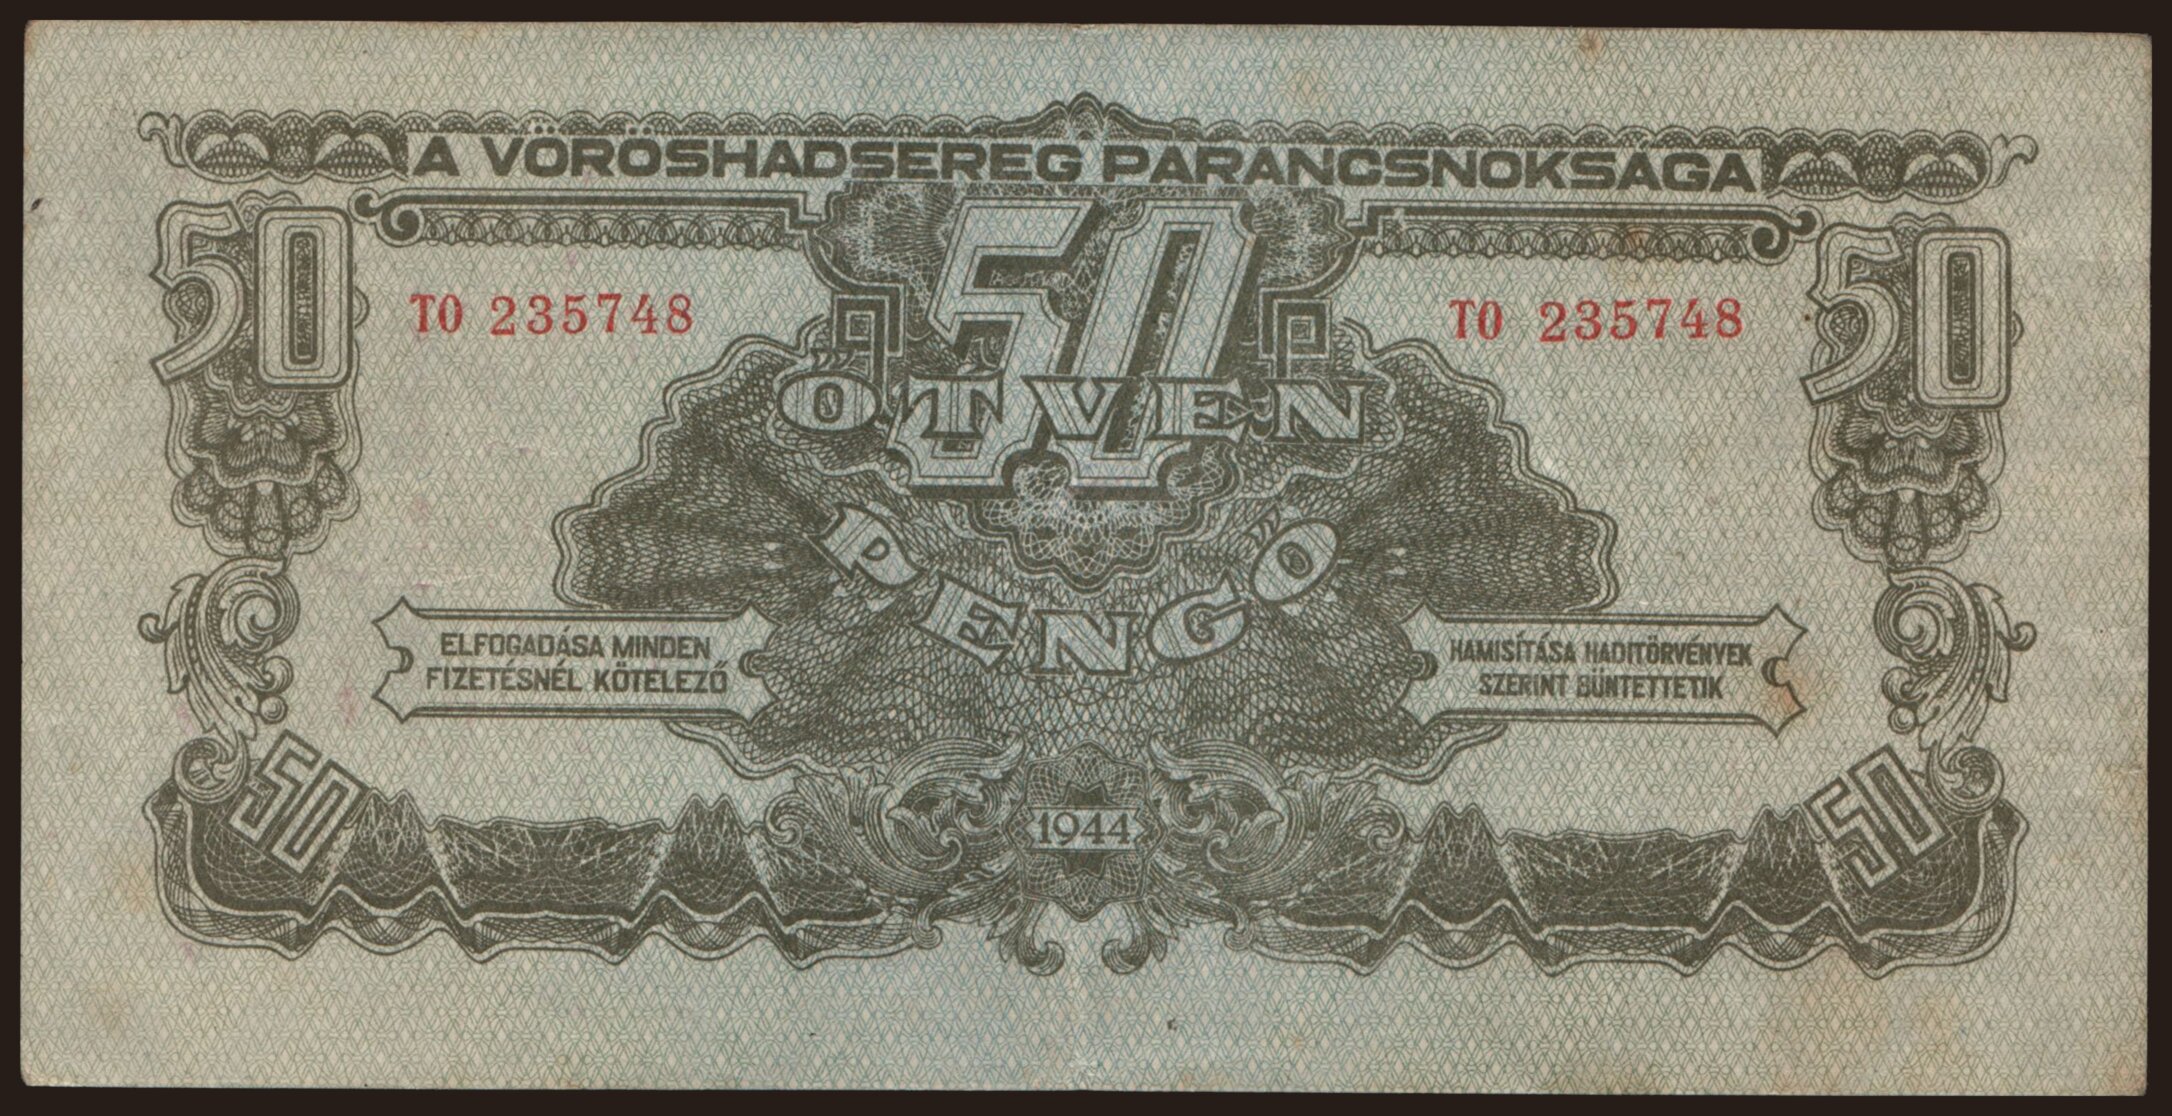 A VÖRÖSHADSEREG PARANCSNOKSÁGA
50 50 50
TO 235748 TO 235748
ÖTVEN
PENGŐ
ELFOGADÁSA MINDEN
FIZETÉSNÉL KÖTELEZŐ
HAMISÍTÁSA HADITÖRVÉNYEK
SZERINT BÜNTETTETIK
50 1944 50